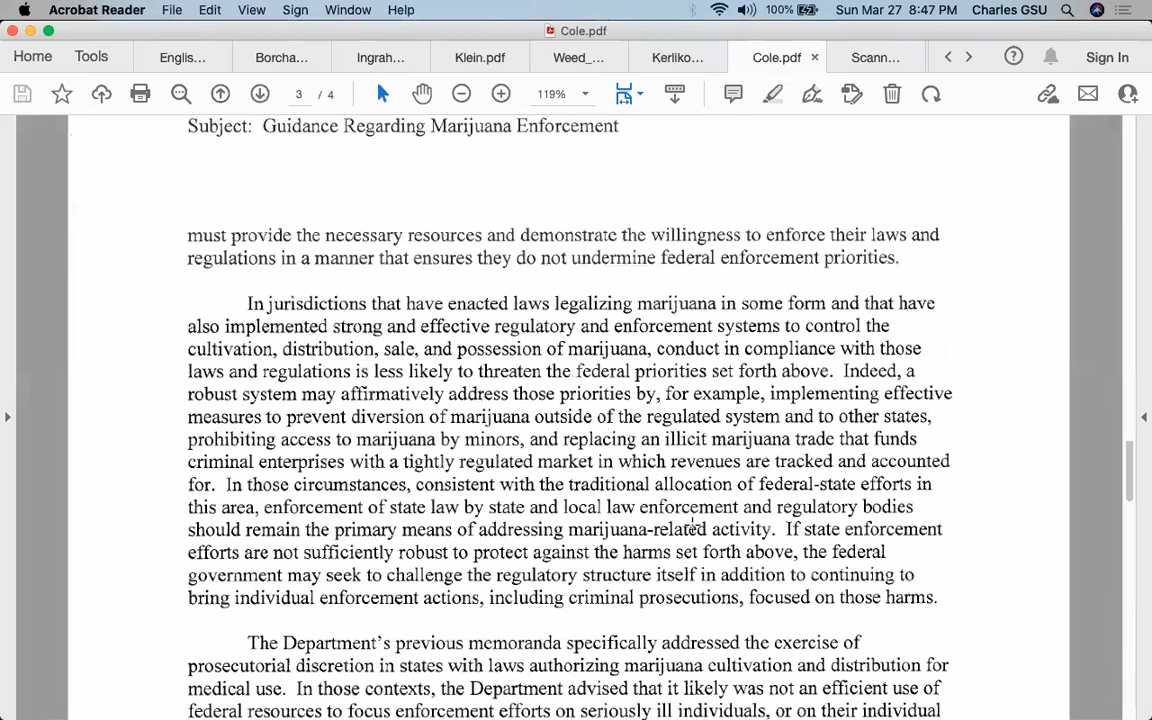 Acrobat Reader File Edit View Sign Window Help 100% Sun Mar 27 8:47 PM Charles GSU
Cole.pdf
Home Tools Englis... Borcha... Ingrah... Klein.pdf Weed_... Kerliko... Cole.pdf × Scann... Sign In
3 / 4 119%
Subject: Guidance Regarding Marijuana Enforcement
must provide the necessary resources and demonstrate the willingness to enforce their laws and
regulations in a manner that ensures they do not undermine federal enforcement priorities.
In jurisdictions that have enacted laws legalizing marijuana in some form and that have
also implemented strong and effective regulatory and enforcement systems to control the
cultivation, distribution, sale, and possession of marijuana, conduct in compliance with those
laws and regulations is less likely to threaten the federal priorities set forth above. Indeed, a
robust system may affirmatively address those priorities by, for example, implementing effective
measures to prevent diversion of marijuana outside of the regulated system and to other states,
prohibiting access to marijuana by minors, and replacing an illicit marijuana trade that funds
criminal enterprises with a tightly regulated market in which revenues are tracked and accounted
for. In those circumstances, consistent with the traditional allocation of federal-state efforts in
this area, enforcement of state law by state and local law enforcement and regulatory bodies
should remain the primary means of addressing marijuana-related activity. If state enforcement
efforts are not sufficiently robust to protect against the harms set forth above, the federal
government may seek to challenge the regulatory structure itself in addition to continuing to
bring individual enforcement actions, including criminal prosecutions, focused on those harms.
The Department's previous memoranda specifically addressed the exercise of
prosecutorial discretion in states with laws authorizing marijuana cultivation and distribution for
medical use. In those contexts, the Department advised that it likely was not an efficient use of
federal resources to focus enforcement efforts on seriously ill individuals, or on their individual